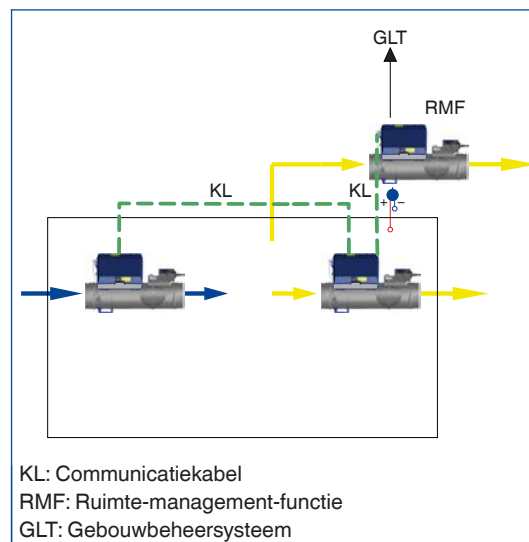 GLT
RMF
KL
KL
+ −
KL: Communicatiekabel
RMF: Ruimte-management-functie
GLT: Gebouwbeheersysteem